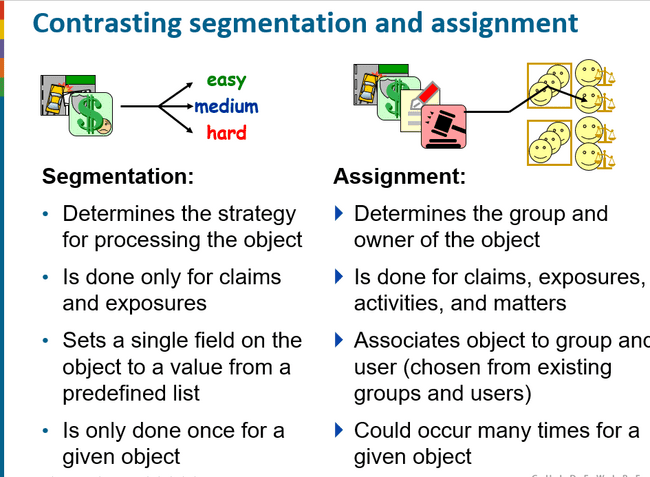 Contrasting segmentation and assignment
easy
medium
hard
Segmentation:
• Determines the strategy
for processing the object
• Is done only for claims
and exposures
• Sets a single field on the
object to a value from a
predefined list
• Is only done once for a
given object
Assignment:
Determines the group and
owner of the object
Is done for claims, exposures,
activities, and matters
Associates object to group and
user (chosen from existing
groups and users)
Could occur many times for a
given object